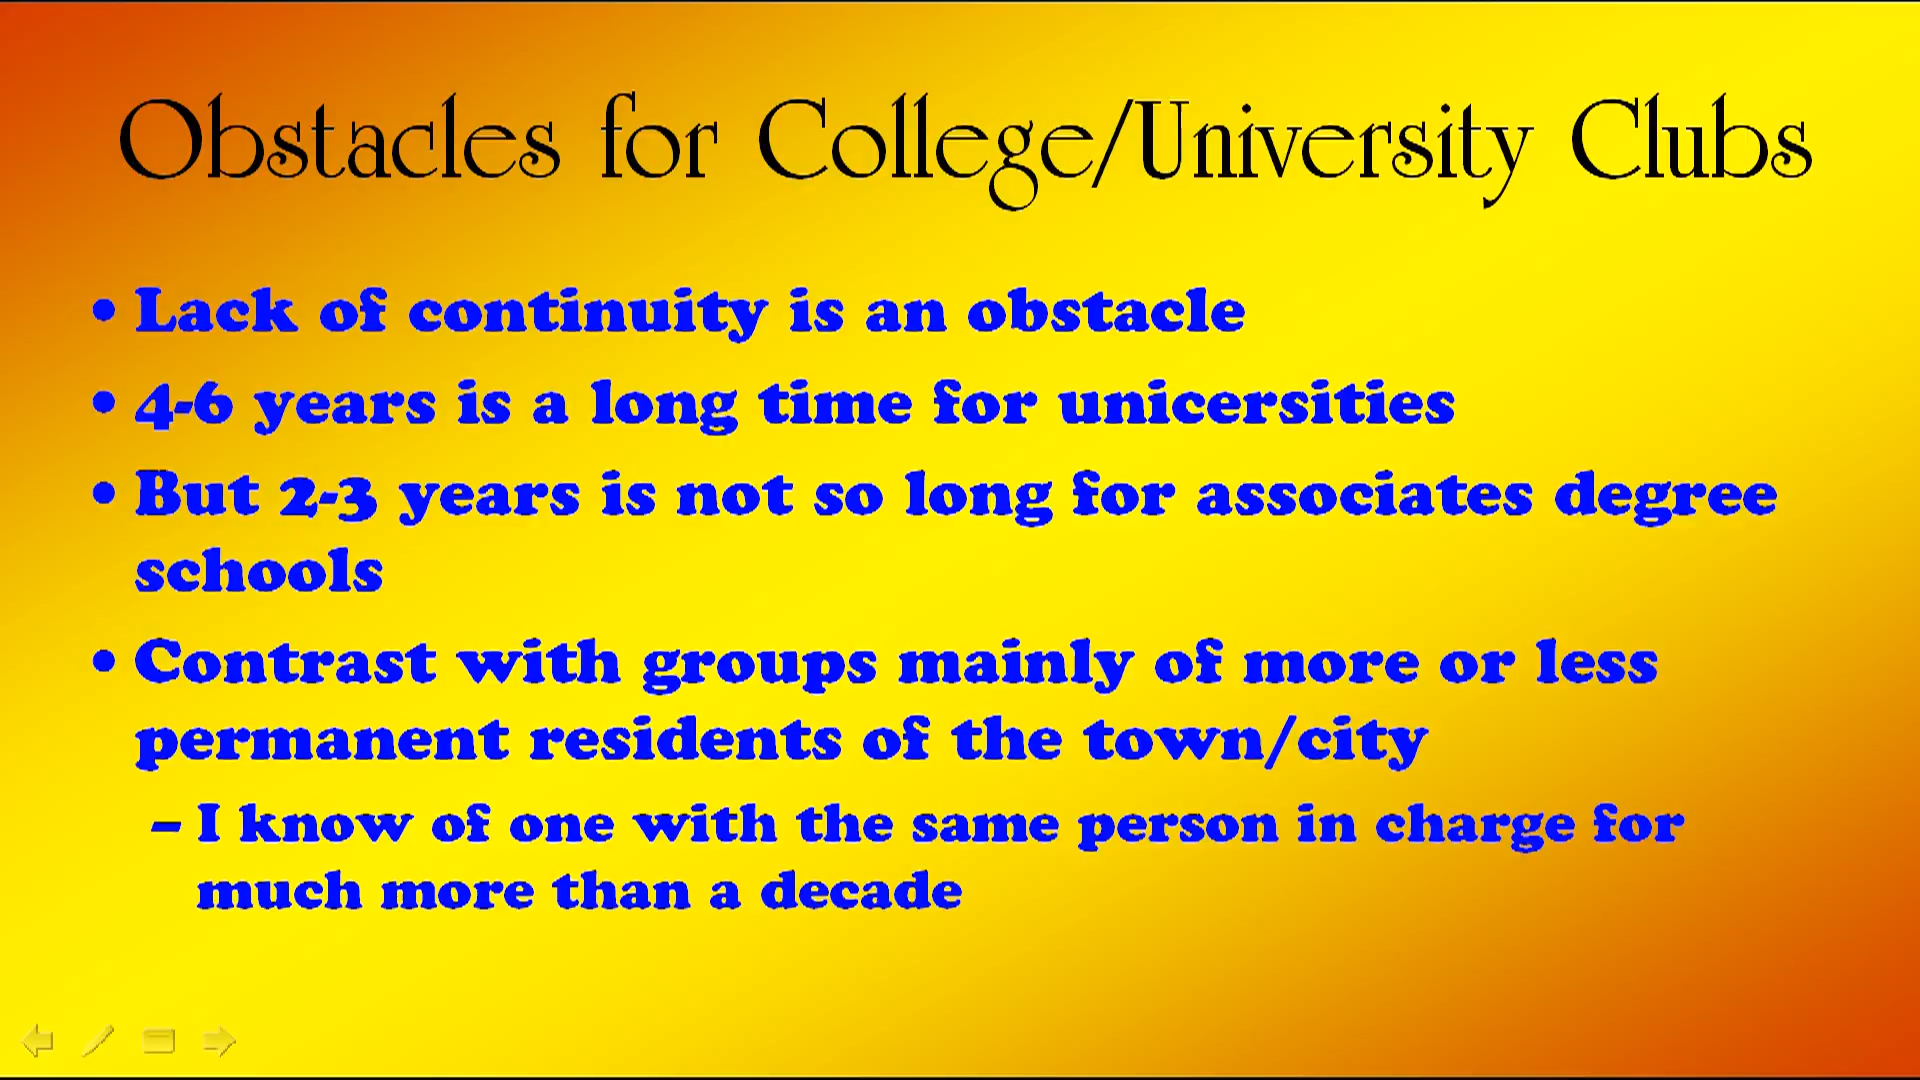 Obstacles for College/University Clubs
• Lack of continuity is an obstacle
• 4-6 years is a long time for unicersities
• But 2-3 years is not so long for associates degree
schools
• Contrast with groups mainly of more or less
permanent residents of the town/city
– I know of one with the same person in charge for
much more than a decade